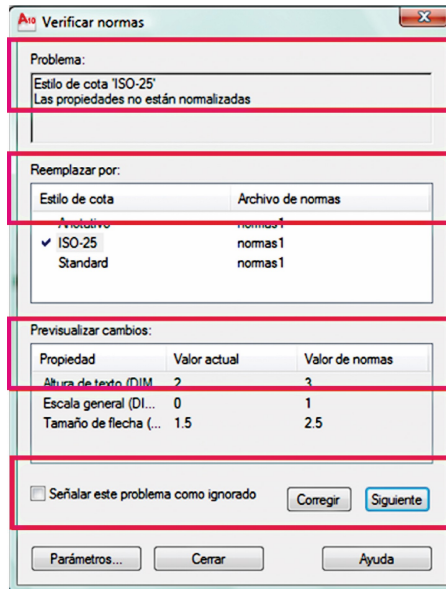 A10 Verificar normas
Problema:
Estilo de cota 'ISO-25'
Las propiedades no están normalizadas
Reemplazar por:
Estilo de cota Archivo de normas
Anotativo normas1
✓ ISO-25 normas1
Standard normas1
Previsualizar cambios:
Propiedad Valor actual Valor de normas
Altura de texto (DIM... 2 3
Escala general (DI... 0 1
Tamaño de flecha (... 1.5 2.5
Señalar este problema como ignorado Corregir Siguiente
Parámetros... Cerrar Ayuda